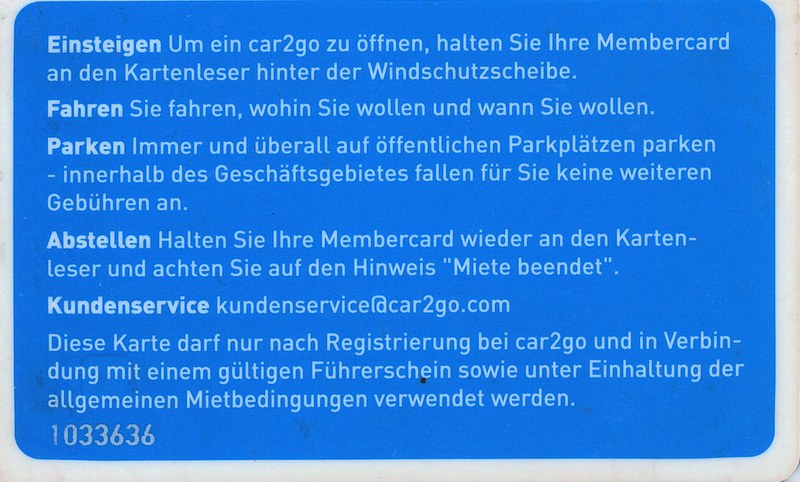 Einsteigen Um ein car2go zu öffnen, halten Sie Ihre Membercard
an den Kartenleser hinter der Windschutzscheibe.
Fahren Sie fahren, wohin Sie wollen und wann Sie wollen.
Parken Immer und überall auf öffentlichen Parkplätzen parken
- innerhalb des Geschäftsgebietes fallen für Sie keine weiteren
Gebühren an.
Abstellen Halten Sie Ihre Membercard wieder an den Karten-
leser und achten Sie auf den Hinweis "Miete beendet".
Kundenservice kundenservice@car2go.com
Diese Karte darf nur nach Registrierung bei car2go und in Verbin-
dung mit einem gültigen Führerschein sowie unter Einhaltung der
allgemeinen Mietbedingungen verwendet werden.
1033636